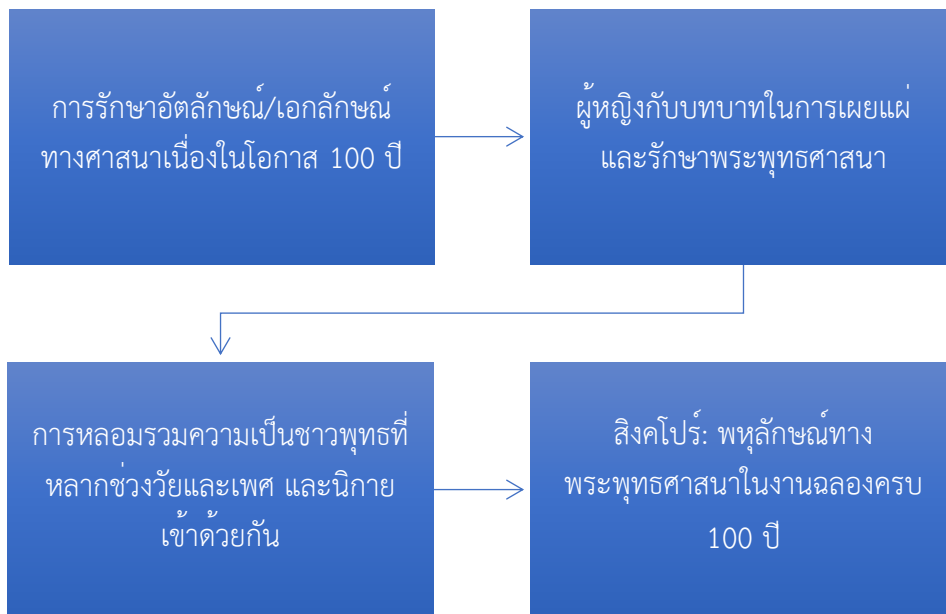 การรักษาอัตลักษณ์/เอกลักษณ์
ทางศาสนาเนื่องในโอกาส 100 ปี
ผู้หญิงกับบทบาทในการเผยแผ่
และรักษาพระพุทธศาสนา
การหลอมรวมความเป็นชาวพุทธที่
หลากช่วงวัยและเพศ และนิกาย
เข้าด้วยกัน
สิงคโปร์: พหุลักษณ์ทาง
พระพุทธศาสนาในงานฉลองครบ
100 ปี